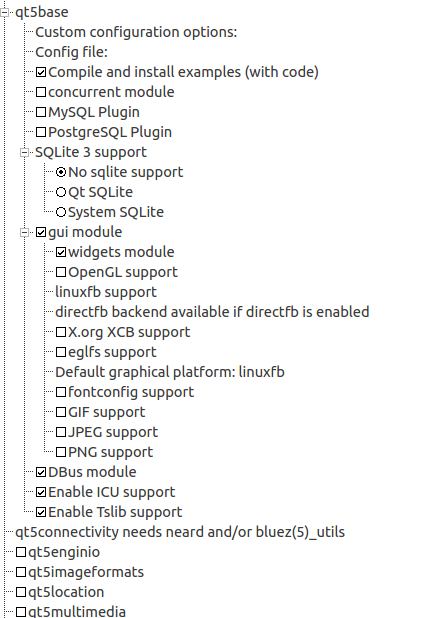 qt5base
Custom configuration options:
Config file:
Compile and install examples (with code)
concurrent module
MySQL Plugin
PostgreSQL Plugin
SQLite 3 support
No sqlite support
Qt SQLite
System SQLite
gui module
widgets module
OpenGL support
linuxfb support
directfb backend available if directfb is enabled
X.org XCB support
eglfs support
Default graphical platform: linuxfb
fontconfig support
GIF support
JPEG support
PNG support
DBus module
Enable ICU support
Enable Tslib support
qt5connectivity needs neard and/or bluez(5)_utils
qt5enginio
qt5imageformats
qt5location
qt5multimedia